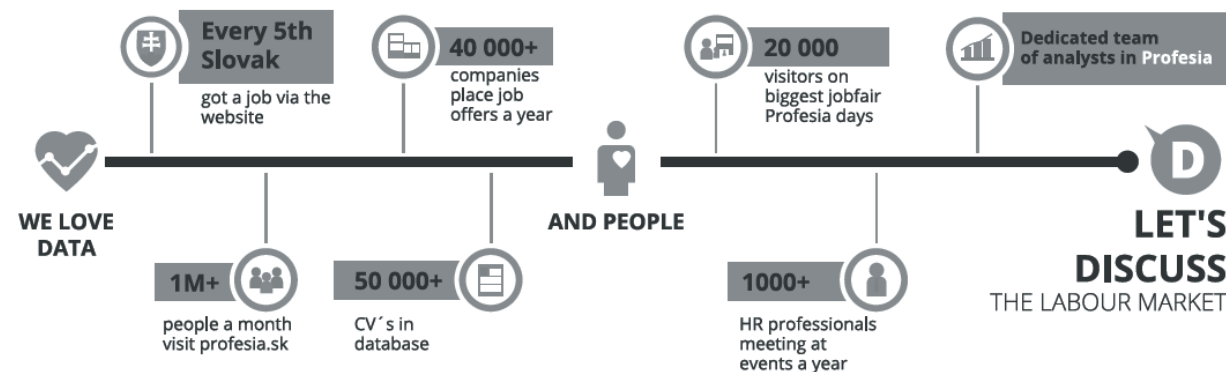 Every 5th
Slovak
got a job via the
website
40 000+
companies
place job
offers a year
20 000
visitors on
biggest jobfair
Profesia days
Dedicated team
of analysts in Profesia
WE LOVE
DATA
AND PEOPLE
D
LET'S
DISCUSS
THE LABOUR MARKET
1M+
people a month
visit profesia.sk
50 000+
CV´s in
database
1000+
HR professionals
meeting at
events a year